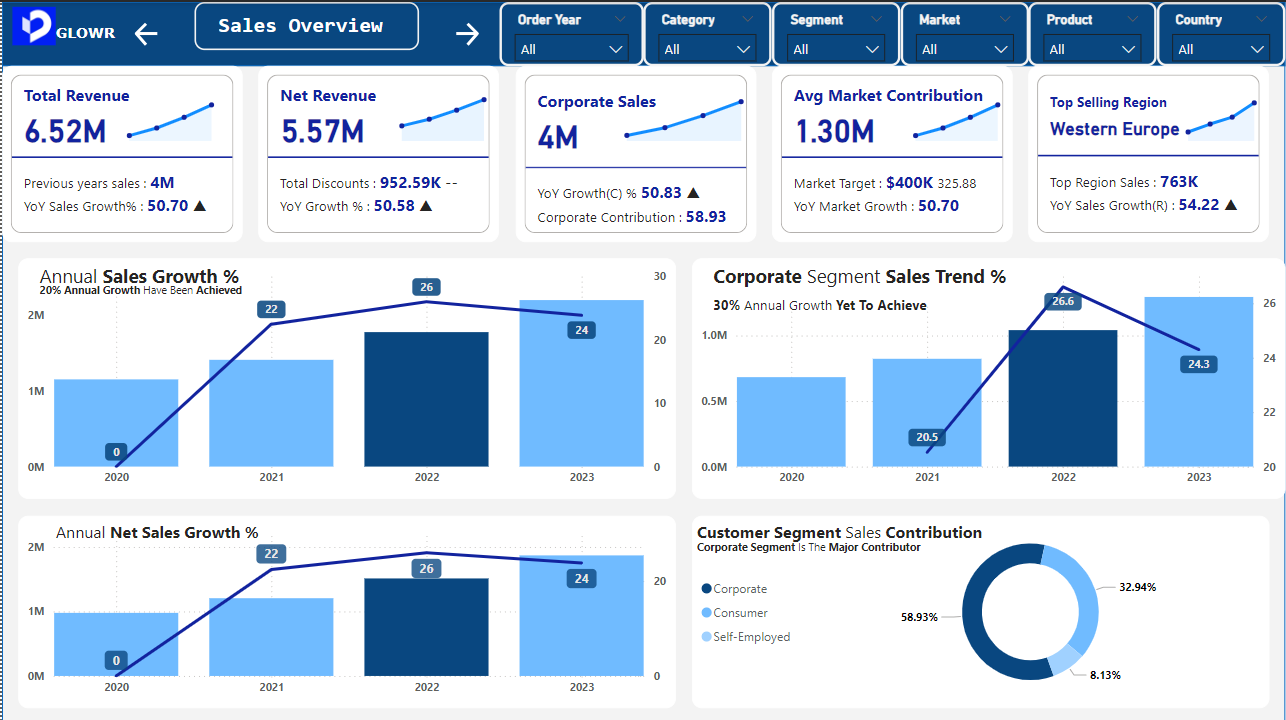 GLOWR
Sales Overview
Order Year
All
Category
All
Segment
All
Market
All
Product
All
Country
All
Total Revenue
6.52M
Previous years sales : 4M
YoY Sales Growth% : 50.70 ▲
Net Revenue
5.57M
Total Discounts : 952.59K --
YoY Growth % : 50.58 ▲
Corporate Sales
4M
YoY Growth(C) % 50.83 ▲
Corporate Contribution : 58.93
Avg Market Contribution
1.30M
Market Target : $400K 325.88
YoY Market Growth : 50.70
Top Selling Region
Western Europe
Top Region Sales : 763K
YoY Sales Growth(R) : 54.22 ▲
Annual Sales Growth %
20% Annual Growth Have Been Achieved
2M
1M
0M
30
20
10
0
0
22
26
24
2020
2021
2022
2023
Corporate Segment Sales Trend %
30% Annual Growth Yet To Achieve
1.0M
0.5M
0.0M
26
24
22
20
20.5
26.6
24.3
2020
2021
2022
2023
Annual Net Sales Growth %
2M
1M
0M
20
0
0
22
26
24
2020
2021
2022
2023
Customer Segment Sales Contribution
Corporate Segment Is The Major Contributor
Corporate
Consumer
Self-Employed
58.93%
32.94%
8.13%